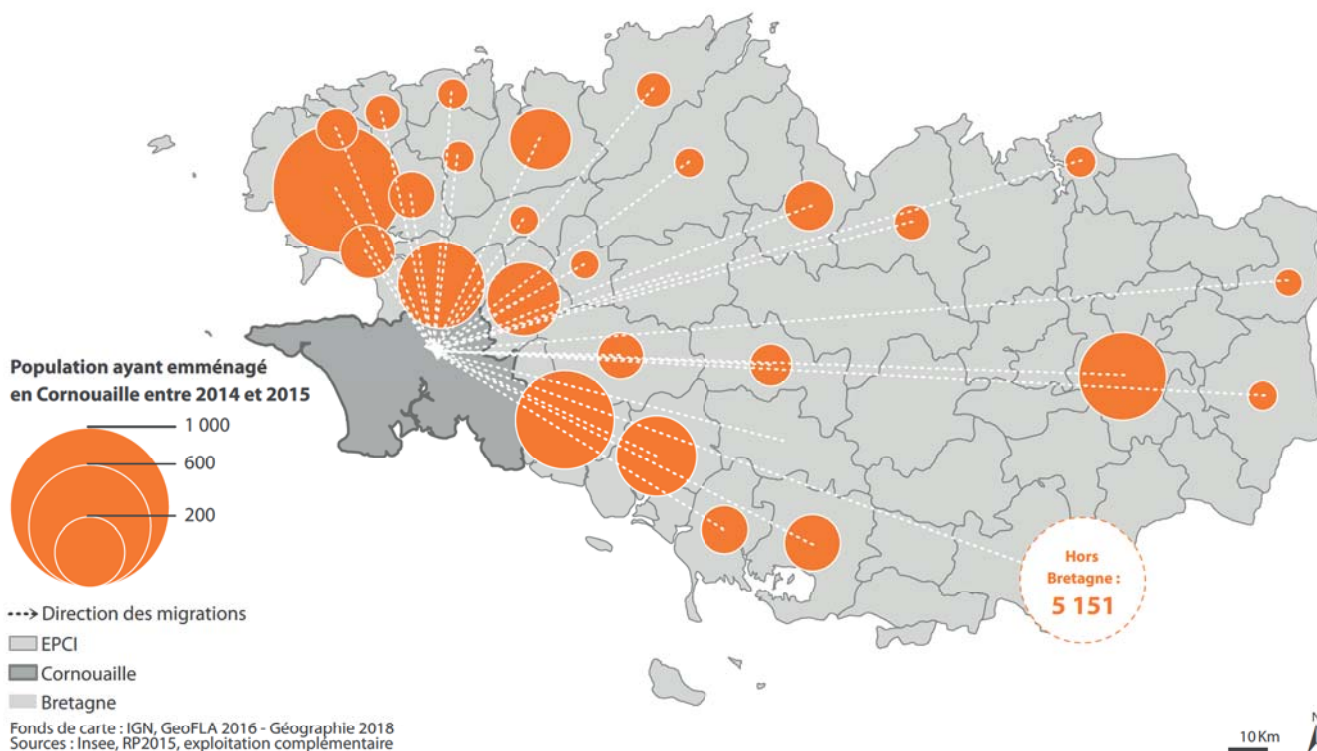 Population ayant emménagé
en Cornouaille entre 2014 et 2015
1 000
600
200
Direction des migrations
EPCI
Cornouaille
Bretagne
Fonds de carte : IGN, GeoFLA 2016 - Géographie 2018
Sources : Insee, RP2015, exploitation complémentaire
Hors
Bretagne :
5 151
10 Km
N